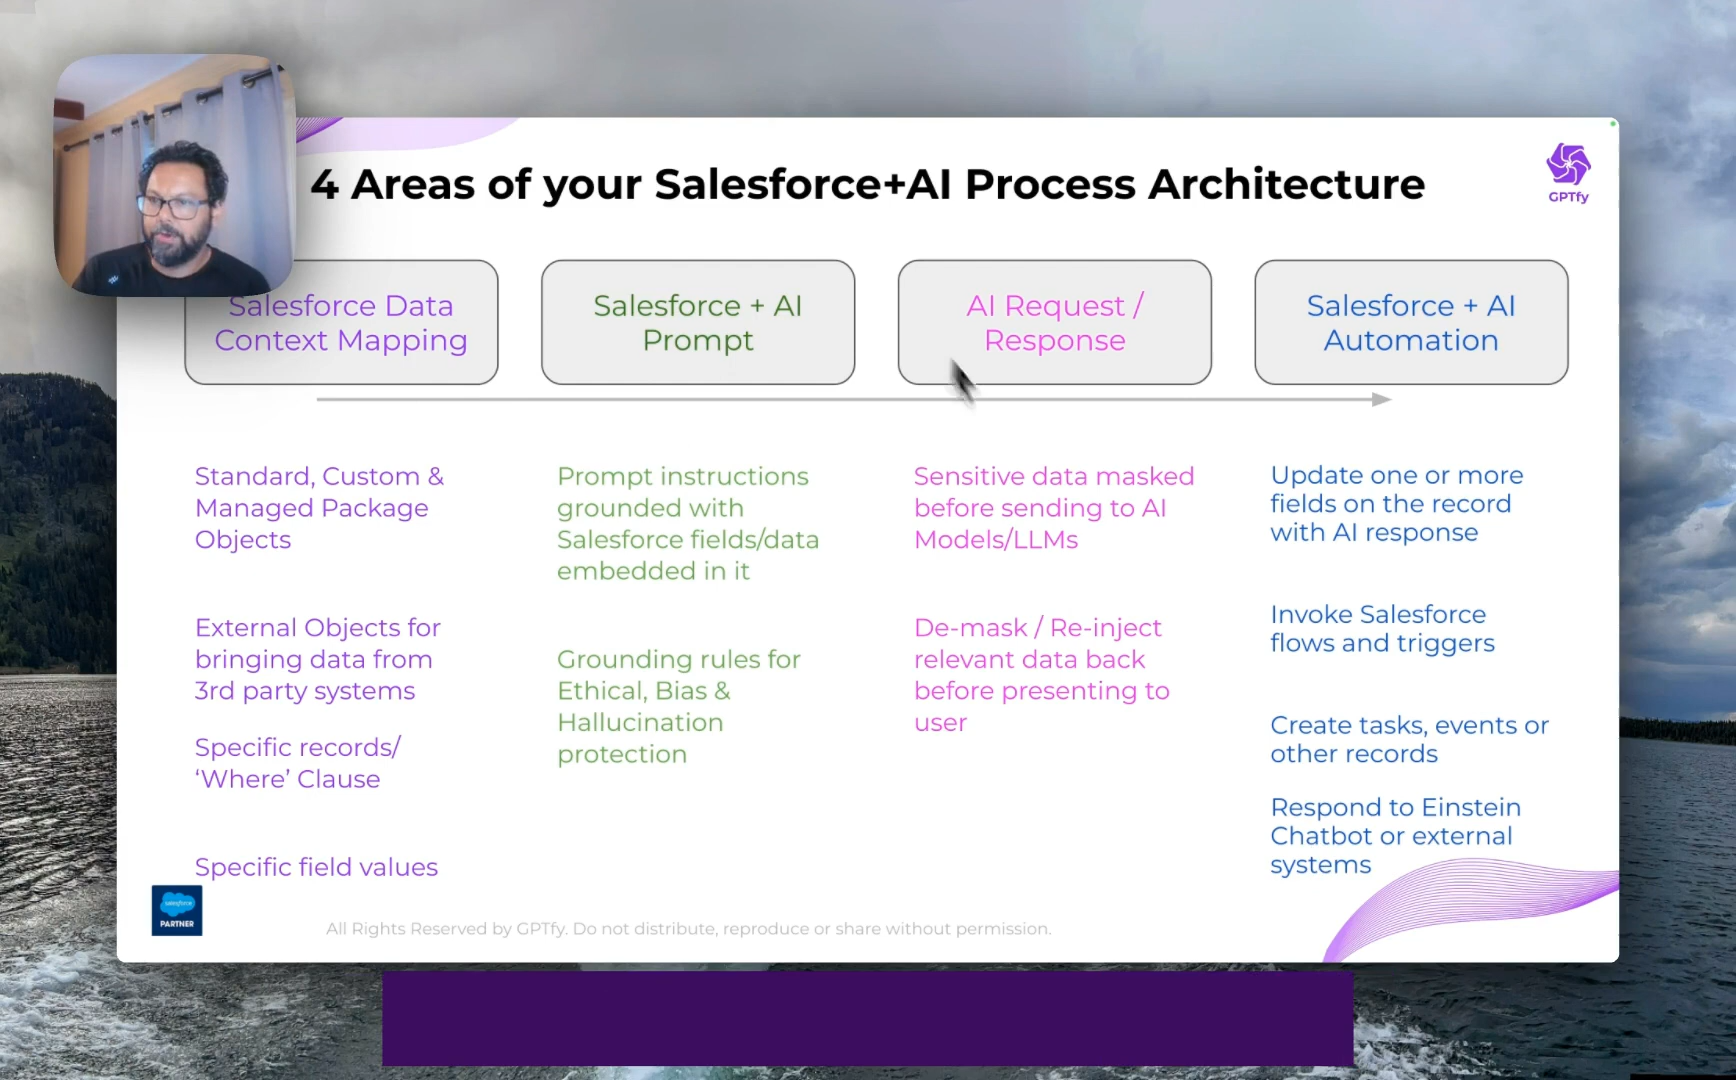 4 Areas of your Salesforce+AI Process Architecture
GPTfy
Salesforce Data
Context Mapping
Salesforce + AI
Prompt
AI Request /
Response
Salesforce + AI
Automation
Standard, Custom &
Managed Package
Objects
External Objects for
bringing data from
3rd party systems
Specific records/
‘Where’ Clause
Specific field values
Prompt instructions
grounded with
Salesforce fields/data
embedded in it
Grounding rules for
Ethical, Bias &
Hallucination
protection
Sensitive data masked
before sending to AI
Models/LLMs
De-mask / Re-inject
relevant data back
before presenting to
user
Update one or more
fields on the record
with AI response
Invoke Salesforce
flows and triggers
Create tasks, events or
other records
Respond to Einstein
Chatbot or external
systems
salesforce
PARTNER
All Rights Reserved by GPTfy. Do not distribute, reproduce or share without permission.